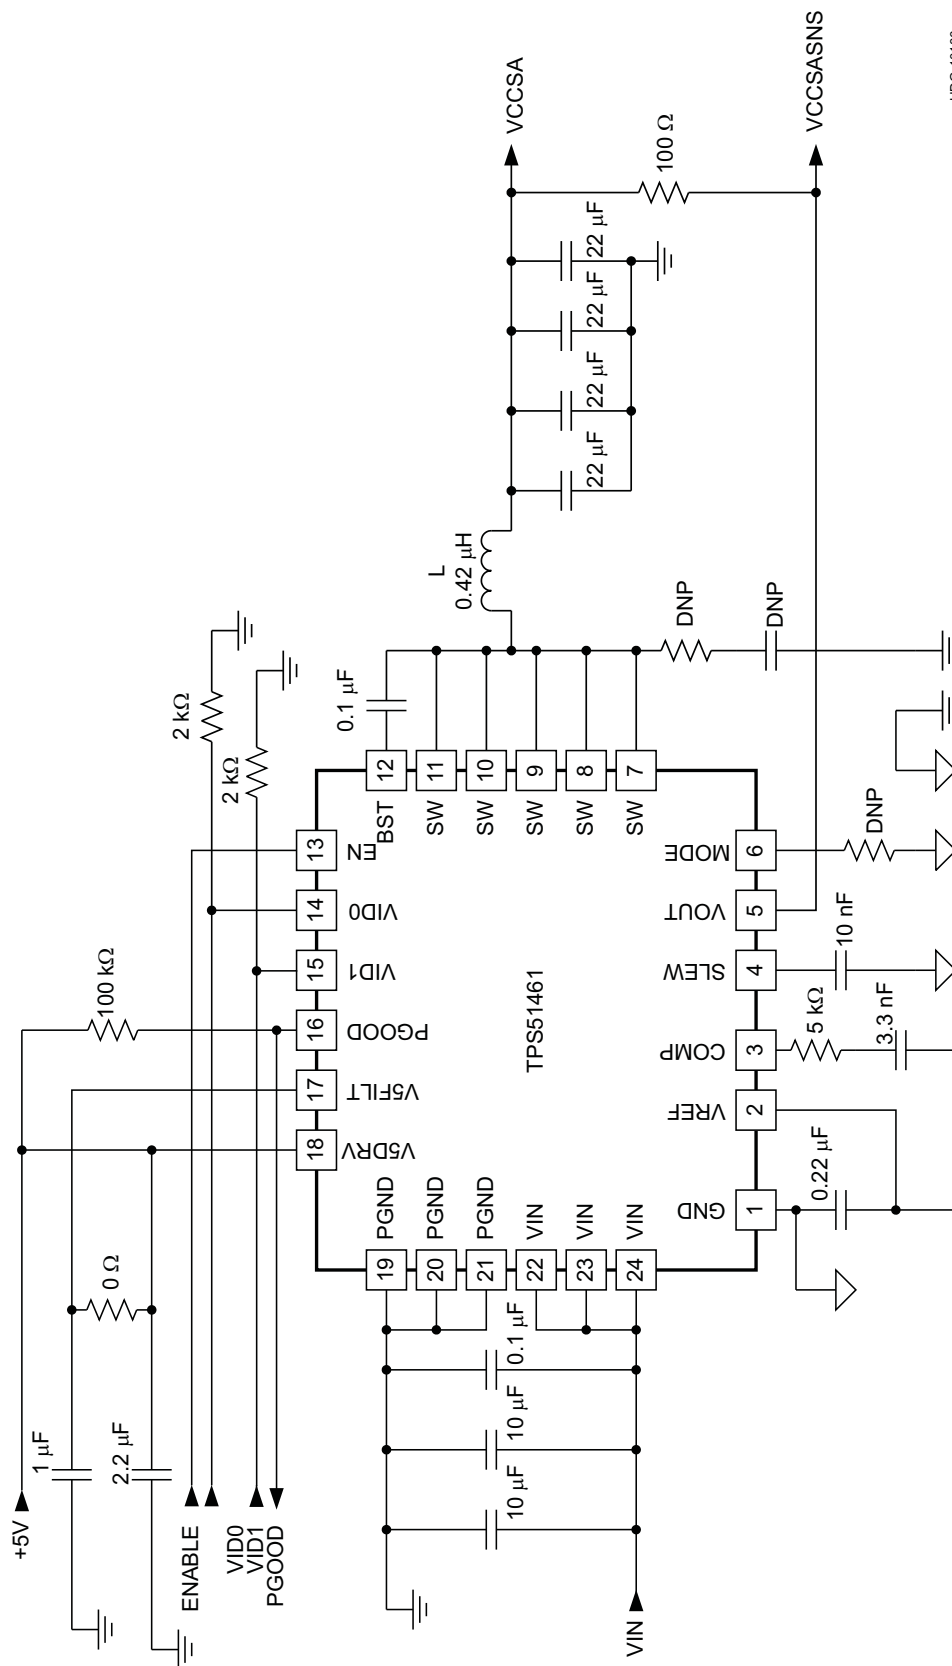 +5V
1 μF
2.2 μF
0 Ω
100 kΩ
2 kΩ
2 kΩ
ENABLE
VID0
VID1
PGOOD
18
17
16
15
14
13
V5DRV
V5FILT
PGOOD
VID1
VID0
EN
19
PGND
20
PGND
21
PGND
22
VIN
23
VIN
24
VIN
TPS51461
12
BST
11
SW
10
SW
9
SW
8
SW
7
SW
0.1 μF
L
0.42 μH
22 μF
22 μF
22 μF
22 μF
VCCSA
100 Ω
VCCSASNS
10 μF
10 μF
0.1 μF
VIN
GND
VREF
COMP
SLEW
VOUT
MODE
1
2
3
4
5
6
0.22 μF
5 kΩ
3.3 nF
10 nF
DNP
DNP
DNP